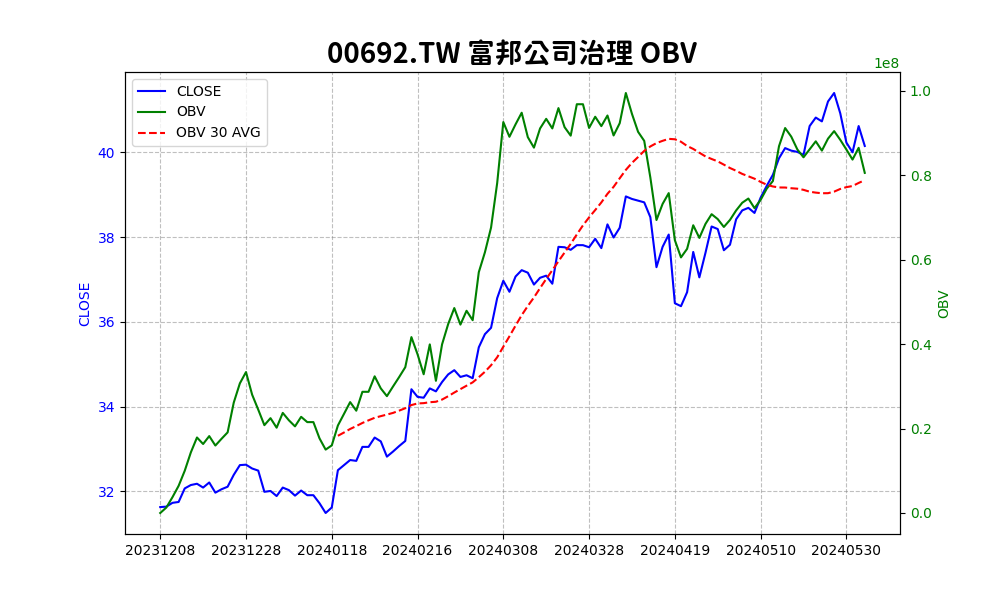 00692.TW 富邦公司治理 OBV
1e8
CLOSE
OBV
OBV 30 AVG
40
38
36
34
32
CLOSE
1.0
0.8
0.6
0.4
0.2
0.0
OBV
20231208 20231228 20240118 20240216 20240308 20240328 20240419 20240510 20240530